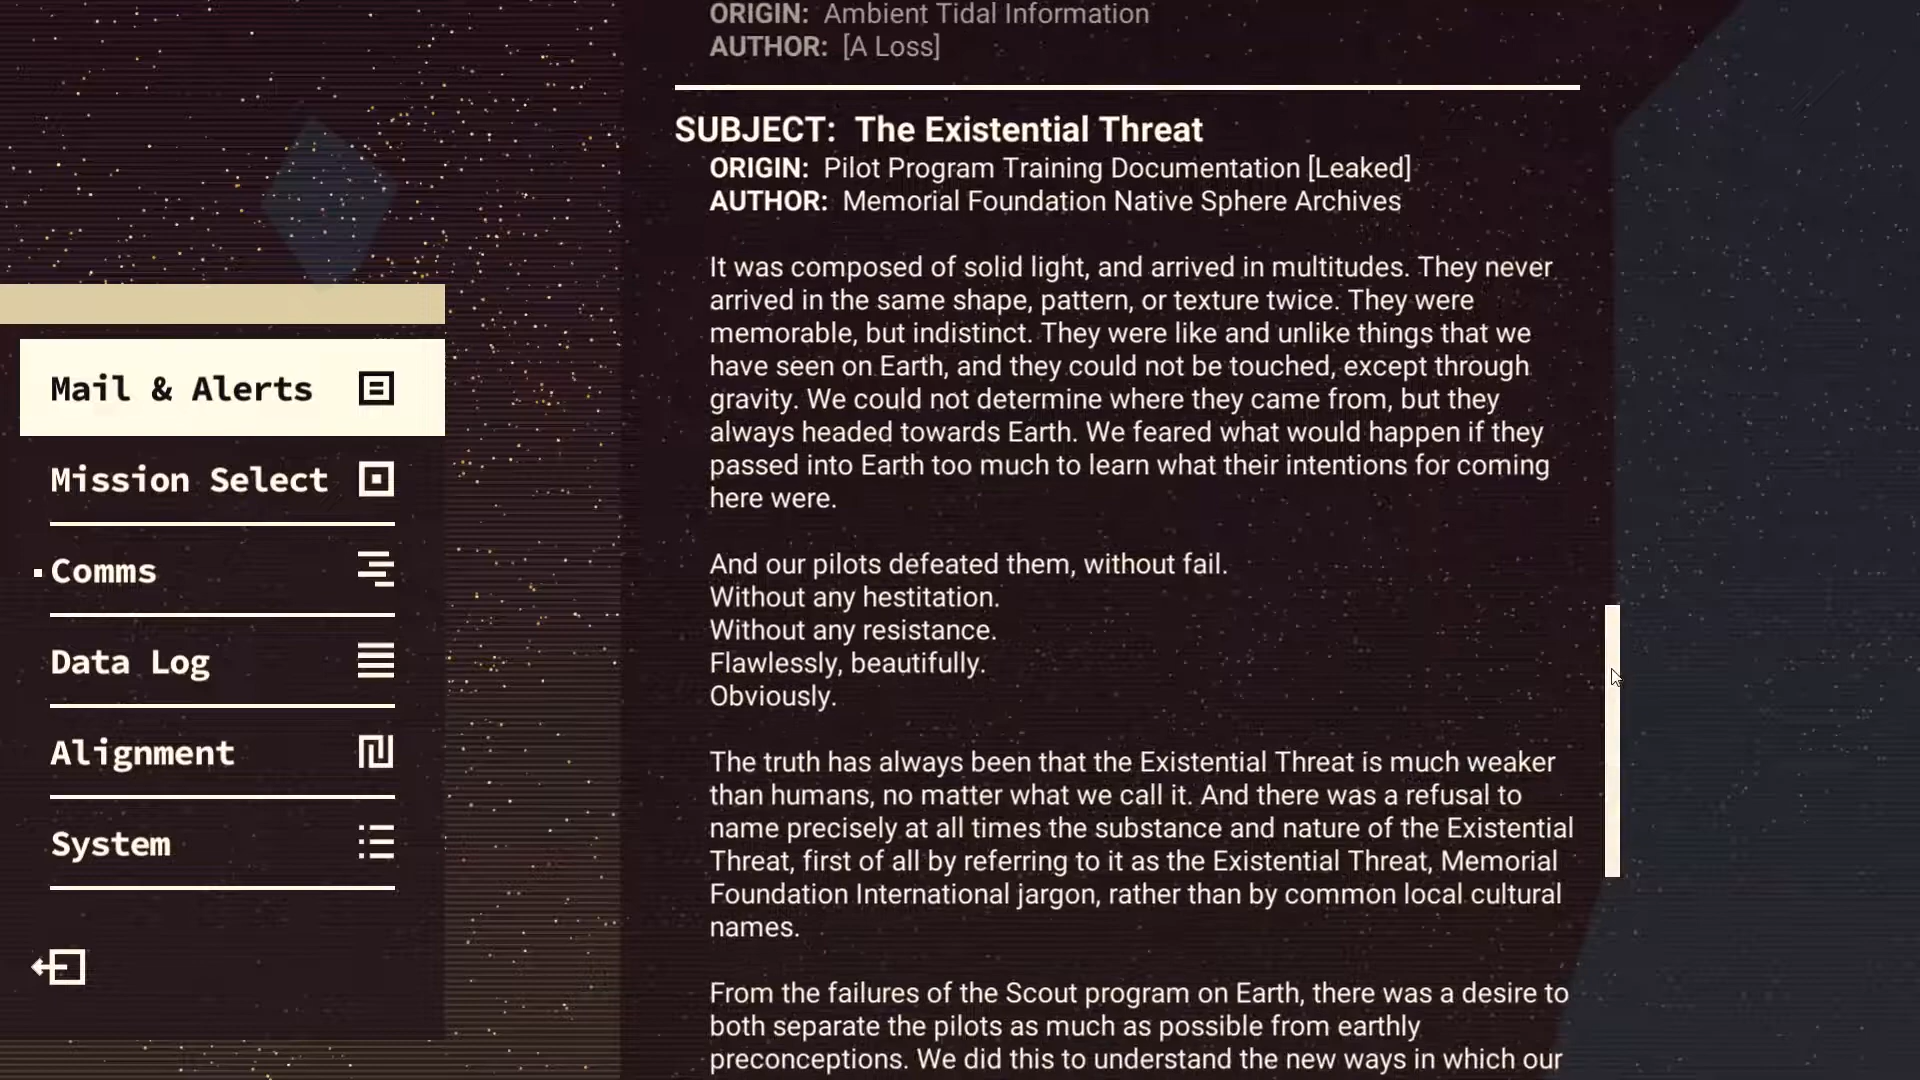 ORIGIN: Ambient Tidal Information
AUTHOR: [A Loss]
SUBJECT: The Existential Threat
ORIGIN: Pilot Program Training Documentation [Leaked]
AUTHOR: Memorial Foundation Native Sphere Archives
It was composed of solid light, and arrived in multitudes. They never
arrived in the same shape, pattern, or texture twice. They were
memorable, but indistinct. They were like and unlike things that we
have seen on Earth, and they could not be touched, except through
gravity. We could not determine where they came from, but they
always headed towards Earth. We feared what would happen if they
passed into Earth too much to learn what their intentions for coming
here were.
And our pilots defeated them, without fail.
Without any hestitation.
Without any resistance.
Flawlessly, beautifully.
Obviously.
The truth has always been that the Existential Threat is much weaker
than humans, no matter what we call it. And there was a refusal to
name precisely at all times the substance and nature of the Existential
Threat, first of all by referring to it as the Existential Threat, Memorial
Foundation International jargon, rather than by common local cultural
names.
From the failures of the Scout program on Earth, there was a desire to
both separate the pilots as much as possible from earthly
preconceptions. We did this to understand the new ways in which our
Mail & Alerts
Mission Select
Comms
Data Log
Alignment
System